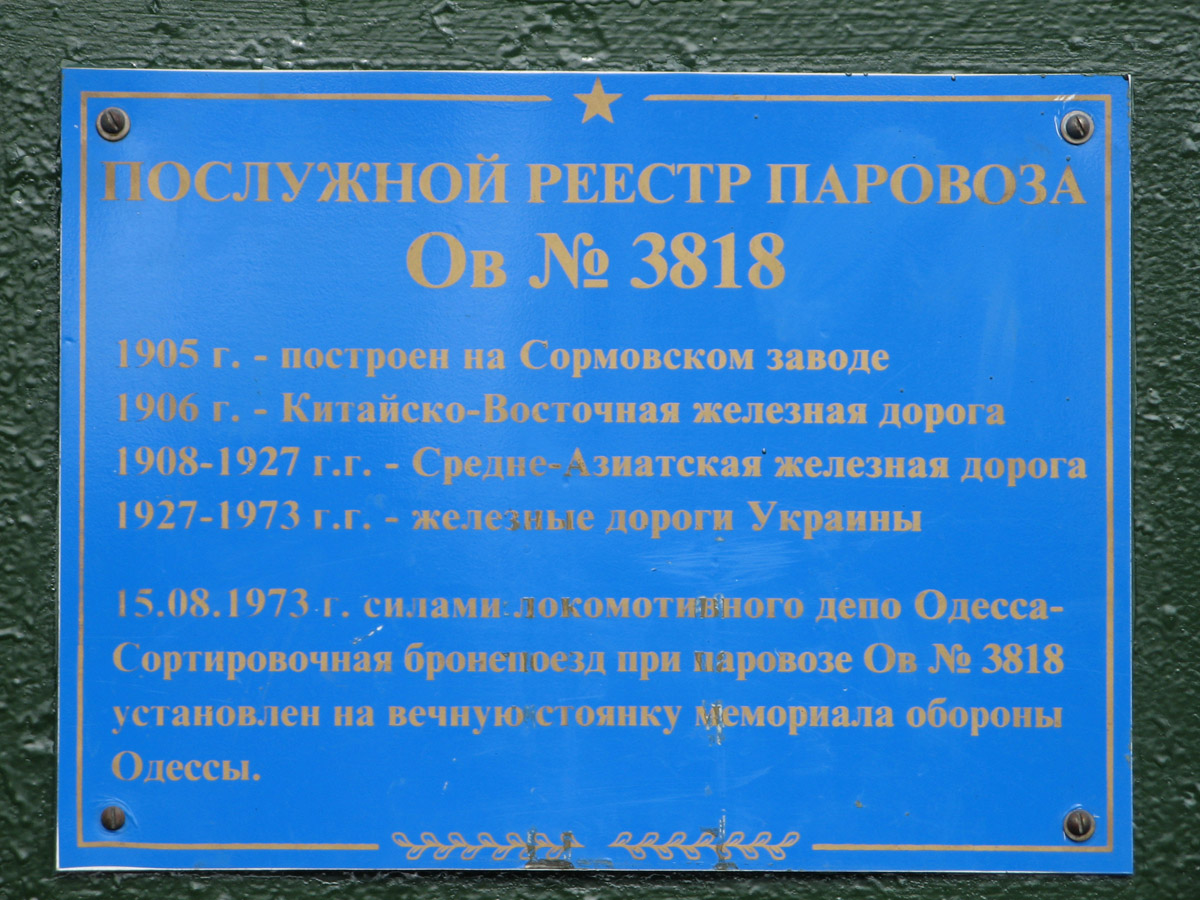 ПОСЛУЖНОЙ РЕЕСТР ПАРОВОЗА
Ов № 3818
1905 г. - построен на Сормовском заводе
1906 г. - Китайско-Восточная железная дорога
1908-1927 г.г. - Средне-Азиатская железная дорога
1927-1973 г.г. - железные дороги Украины
15.08.1973 г. силами локомотивного депо Одесса-
Сортировочная бронепоезд при паровозе Ов № 3818
установлен на вечную стоянку мемориала обороны
Одессы.